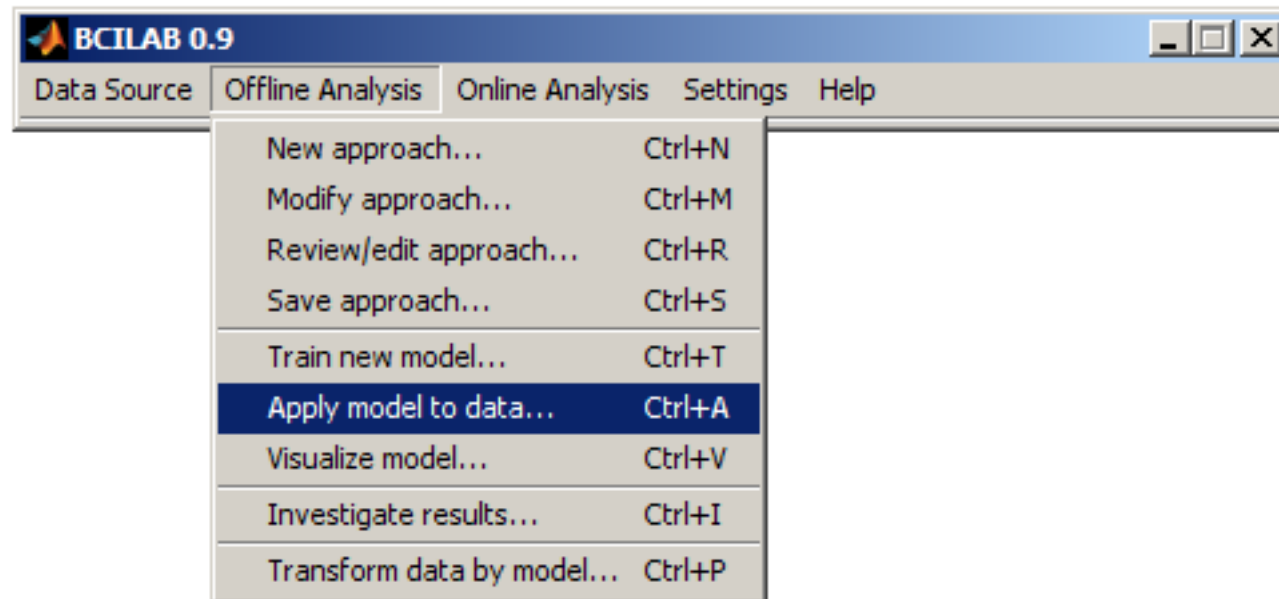 BCILAB 0.9
Data Source Offline Analysis Online Analysis Settings Help
New approach... Ctrl+N
Modify approach... Ctrl+M
Review/edit approach... Ctrl+R
Save approach... Ctrl+S
Train new model... Ctrl+T
Apply model to data... Ctrl+A
Visualize model... Ctrl+V
Investigate results... Ctrl+I
Transform data by model... Ctrl+P